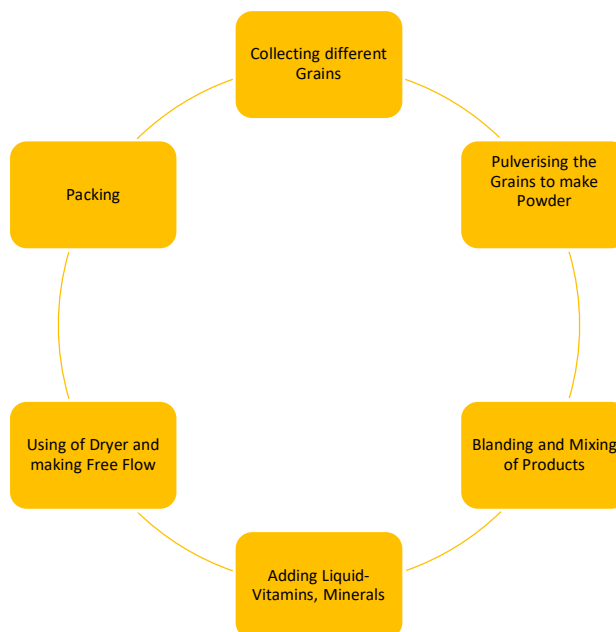 Collecting different
Grains
Pulverising the
Grains to make
Powder
Blanding and Mixing
of Products
Adding Liquid-
Vitamins, Minerals
Using of Dryer and
making Free Flow
Packing